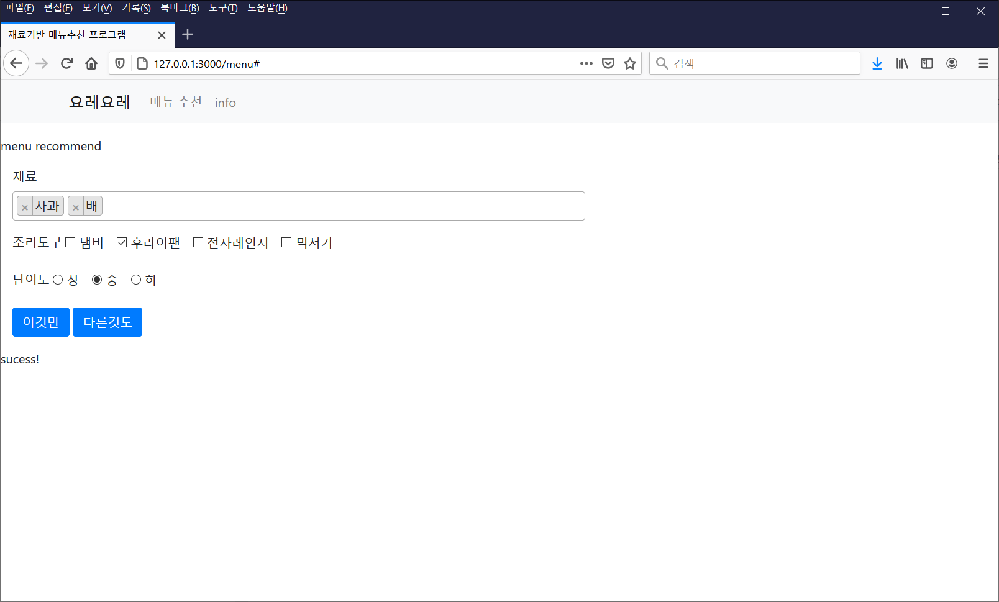 파일(F) 편집(E) 보기(V) 기록(S) 북마크(B) 도구(T) 도움말(H)
재료기반 메뉴추천 프로그램
127.0.0.1:3000/menu#
검색
요레요레 메뉴 추천 info
menu recommend
재료
× 사과 × 배
조리도구 냄비 후라이팬 전자레인지 믹서기
난이도 상 중 하
이것만 다른것도
sucess!